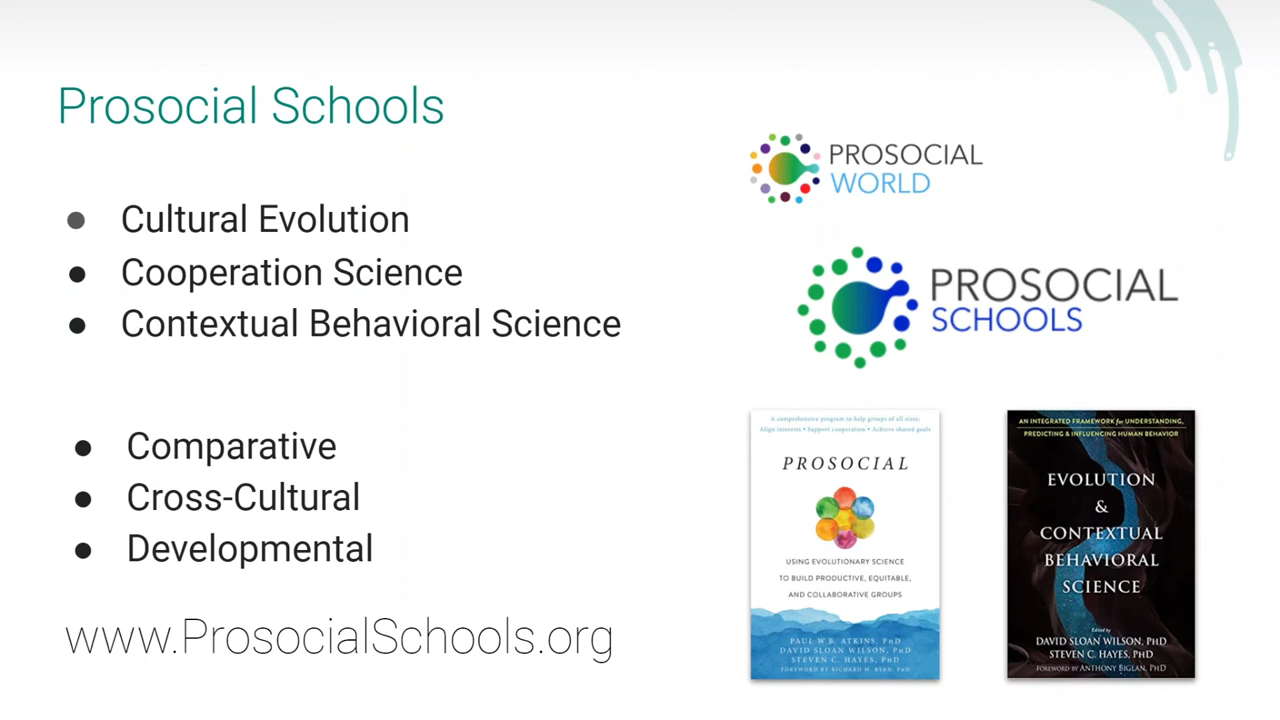 Prosocial Schools
● Cultural Evolution
● Cooperation Science
● Contextual Behavioral Science
● Comparative
● Cross-Cultural
● Developmental
www.ProsocialSchools.org
PROSOCIAL
WORLD
PROSOCIAL
SCHOOLS
A comprehensive program to help groups of all sizes:
Align interests • Support cooperation • Achieve shared goals
PROSOCIAL
USING EVOLUTIONARY SCIENCE
TO BUILD PRODUCTIVE, EQUITABLE,
AND COLLABORATIVE GROUPS
PAUL W.B. ATKINS, PhD
DAVID SLOAN WILSON, PhD
STEVEN C. HAYES, PhD
FOREWORD BY RICHARD M. RYAN, PhD
AN INTEGRATED FRAMEWORK for UNDERSTANDING,
PREDICTING & INFLUENCING HUMAN BEHAVIOR
EVOLUTION
&
CONTEXTUAL
BEHAVIORAL
SCIENCE
Edited by
DAVID SLOAN WILSON, PhD
STEVEN C. HAYES, PhD
FOREWORD BY ANTHONY BIGLAN, PhD